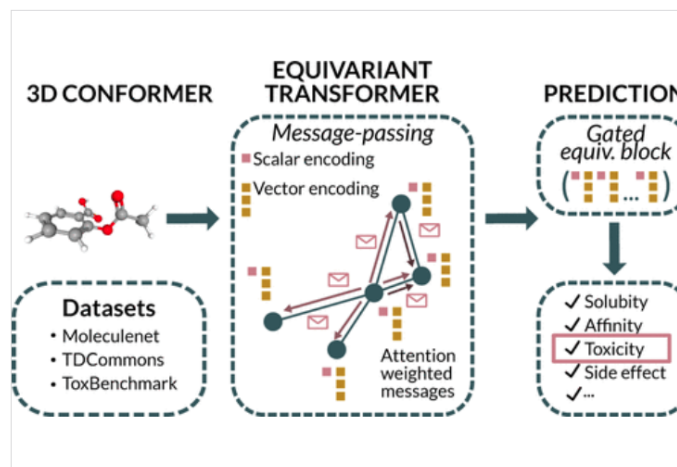 3D CONFORMER
Datasets
• Moleculenet
• TDCommons
• ToxBenchmark
EQUIVARIANT
TRANSFORMER
Message-passing
Scalar encoding
Vector encoding
Attention
weighted
messages
PREDICTION
Gated
equiv. block
( ... )
✓ Solubity
✓ Affinity
✓ Toxicity
✓ Side effect
✓ ...